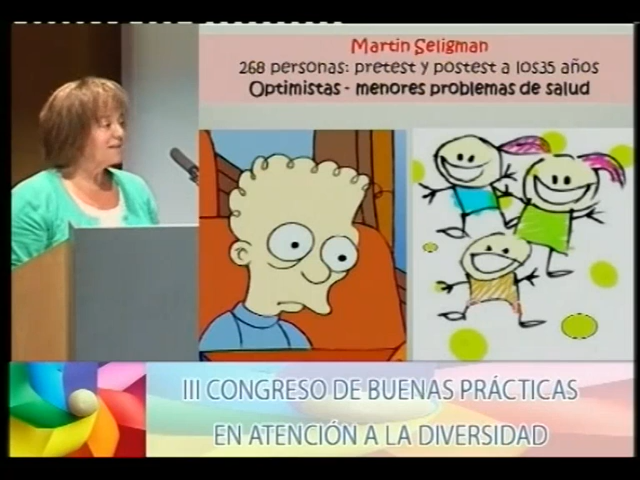 Martin Seligman
268 personas: pretest y postest a los35 años
Optimistas - menores problemas de salud
III CONGRESO DE BUENAS PRÁCTICAS
EN ATENCIÓN A LA DIVERSIDAD